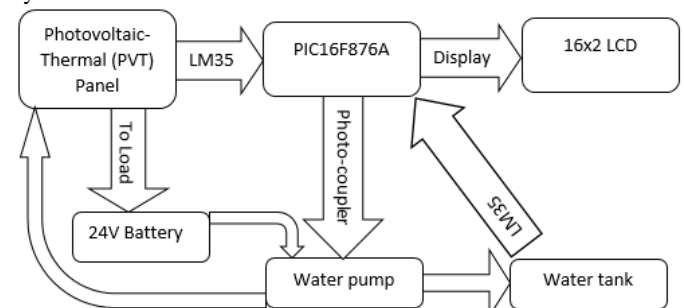 Photovoltaic-
Thermal (PVT)
Panel
LM35
PIC16F876A
Display
16x2 LCD
To Load
Photo-coupler
LM35
24V Battery
Water pump
Water tank